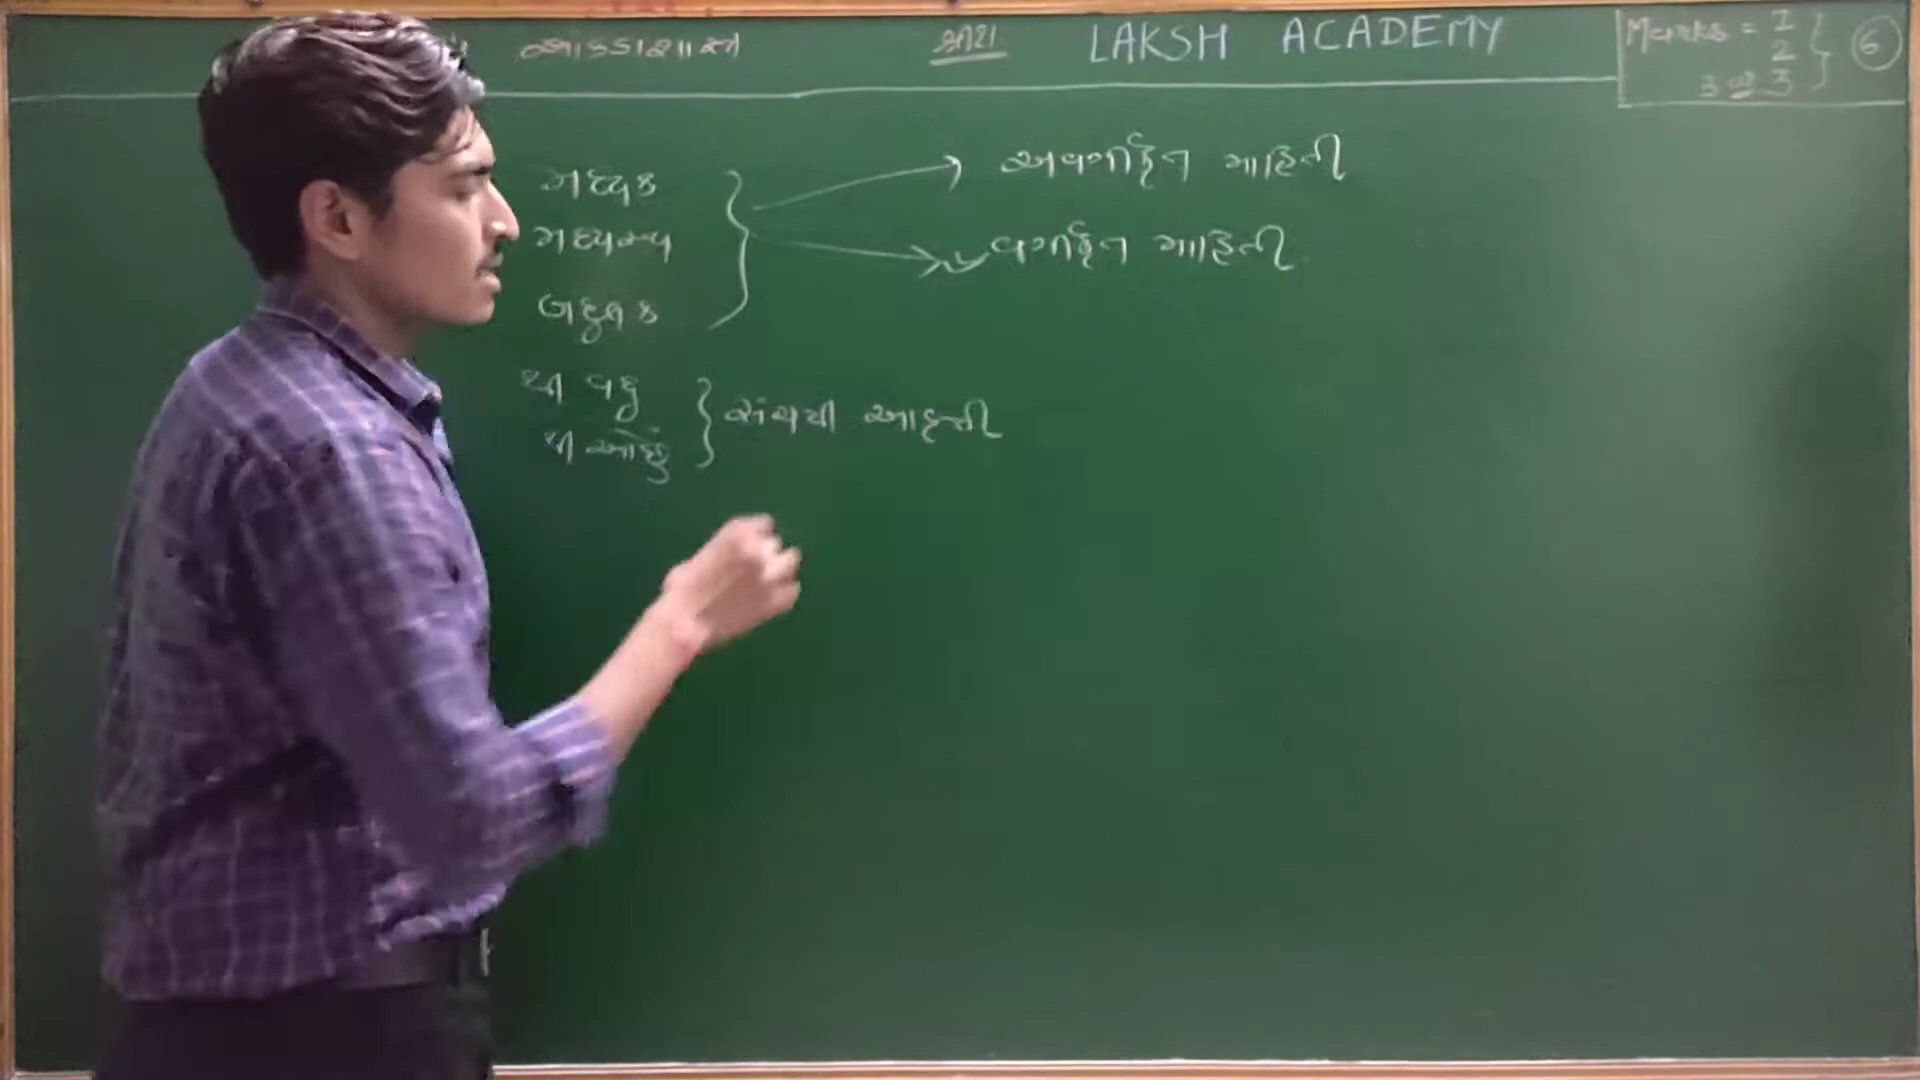 આંકડાશાસ્ત્ર
LAKSH ACADEMY
Marks = 1
2
3 or 3
6
મધ્યક
મધ્યસ્થ
બહુલક
અવર્ગીકૃત માહિતી
વર્ગીકૃત માહિતી
થી વધુ
થી ઓછું
સંચયી આવૃત્તી